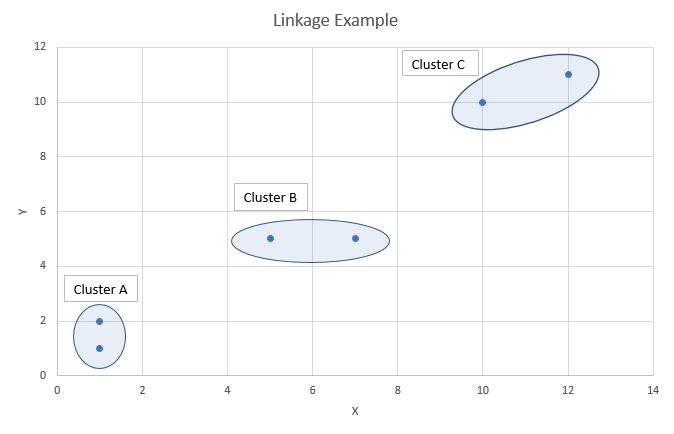 Linkage Example
12
Cluster C
10
8
Cluster B
6
Y
4
Cluster A
2
0
0 2 4 6 8 10 12 14
X